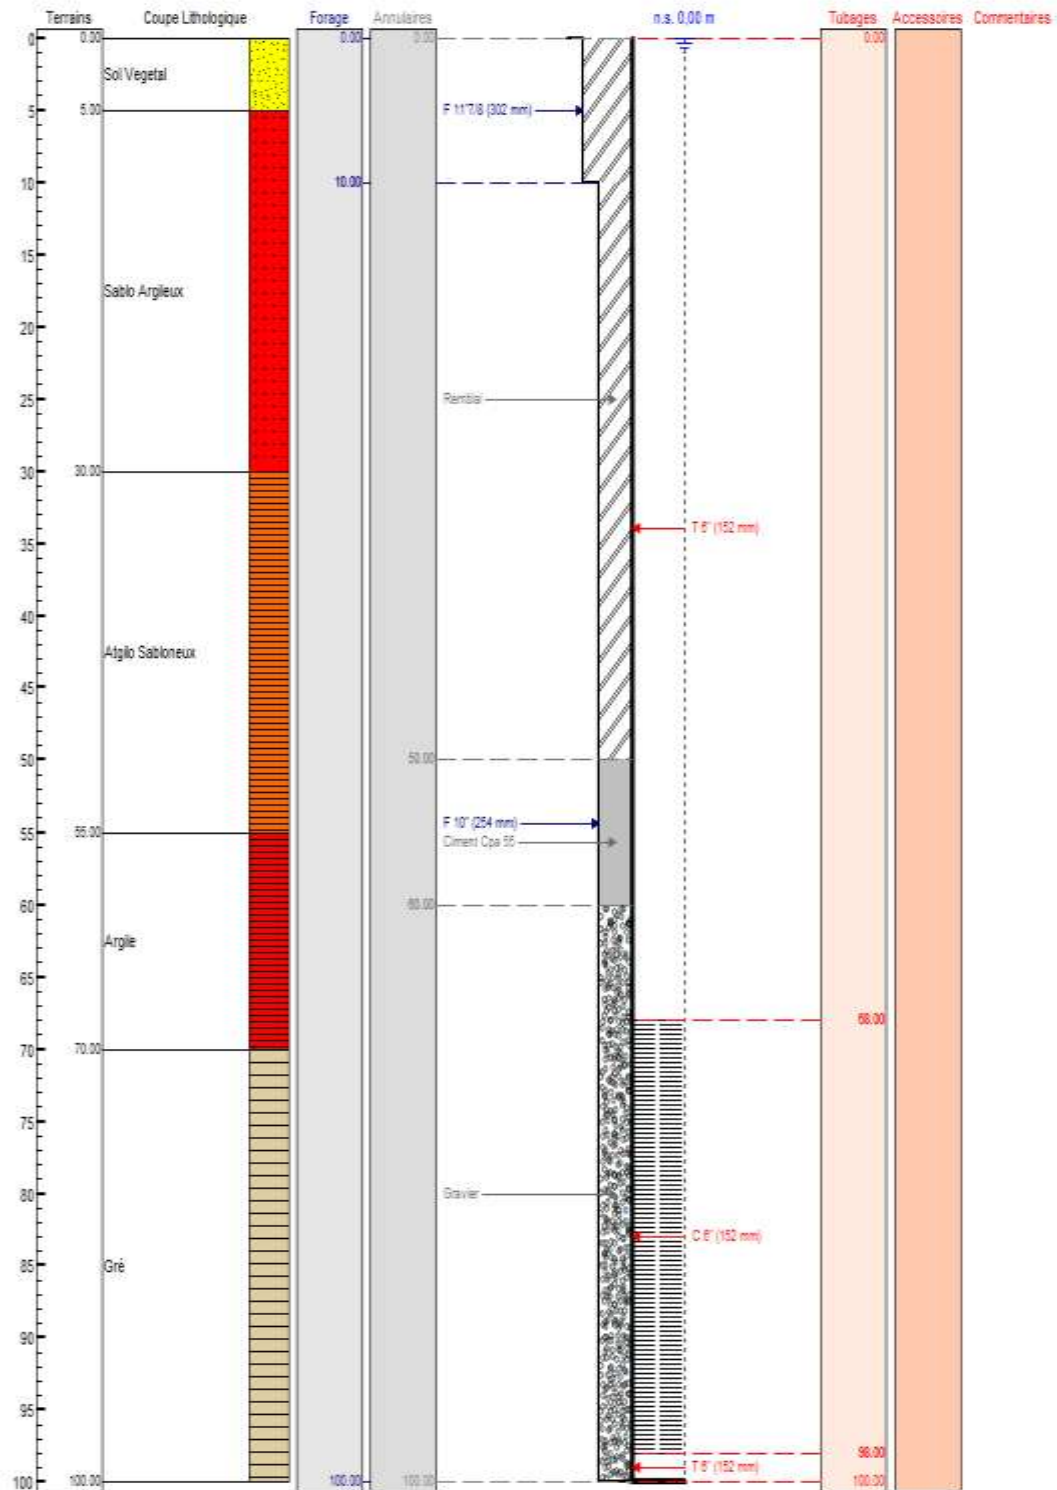 Terrains Coupe Lithologique Forage Annulaires n.s. 0,00 m Tubages Accessoires Commentaires
0 0.00 0.00 0.00 0.00
Sol Vegetal
5 5.00 F 11"7/8 (302 mm)
10 10.00
15
Sablo Argileux
20
25 Remblai
30 30.00
T 6" (152 mm)
35
40
Atgilo Sabloneux
45
50 50.00
F 10" (254 mm)
55 55.00 Ciment Cpa 55
60 60.00
Argile
65
68.00
70 70.00
75
80 Gravier
C 6" (152 mm)
85 Gré
90
95
98.00
T 6" (152 mm)
100 100.00 100.00 100.00 100.00